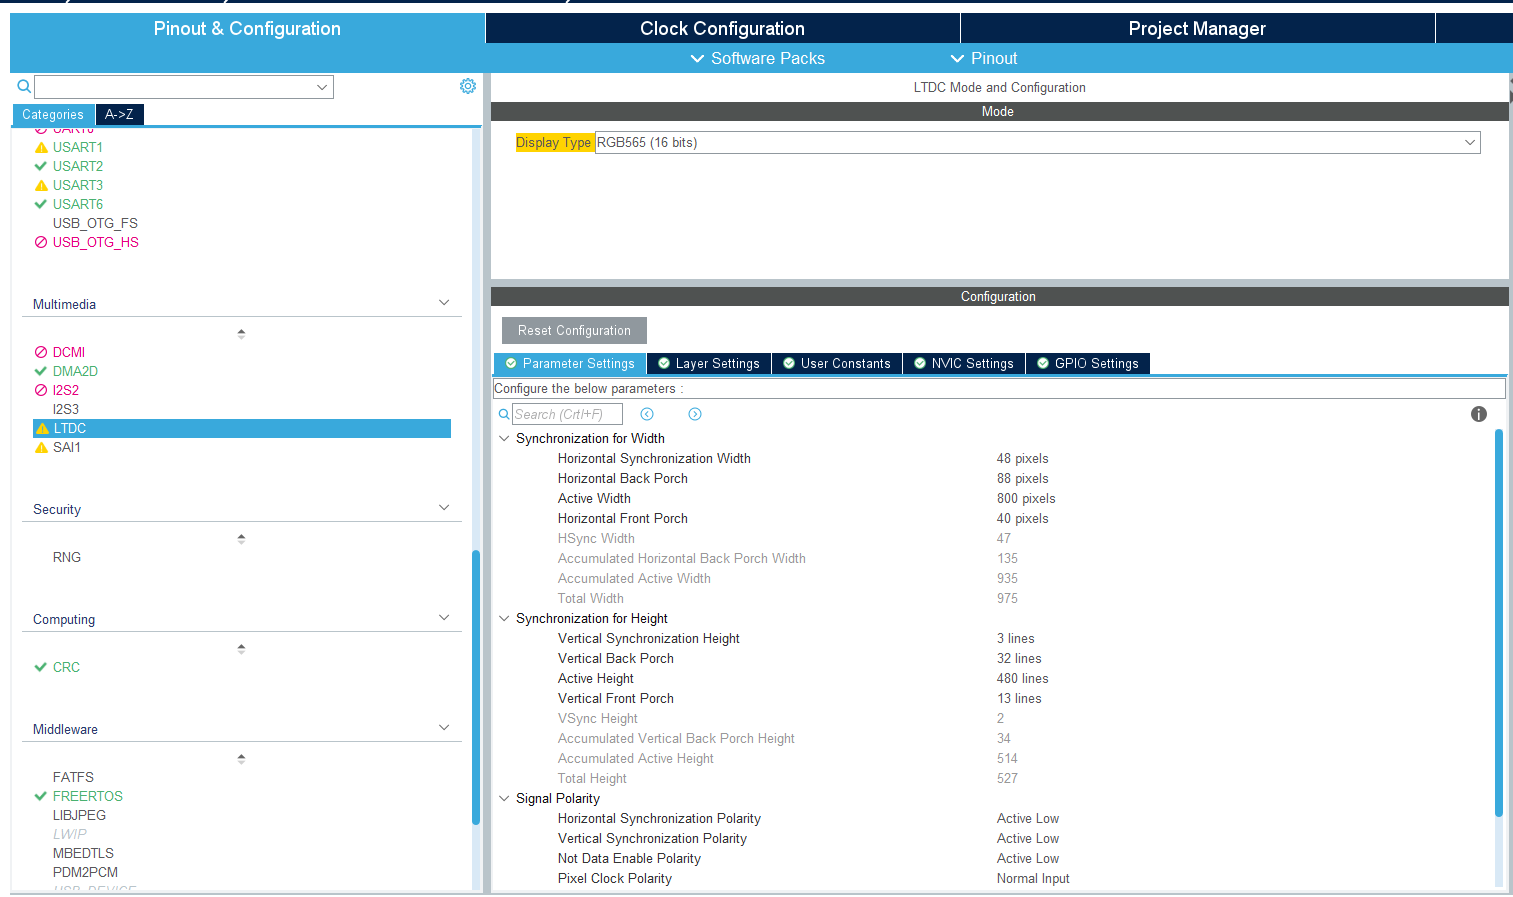 Pinout & Configuration
Clock Configuration
Project Manager
Software Packs
Pinout
Categories
A->Z
USART1
USART2
USART3
USART6
USB_OTG_FS
USB_OTG_HS
Multimedia
DCMI
DMA2D
I2S2
I2S3
LTDC
SAI1
Security
RNG
Computing
CRC
Middleware
FATFS
FREERTOS
LIBJPEG
LWIP
MBEDTLS
PDM2PCM
USB_DEVICE
LTDC Mode and Configuration
Mode
Display Type RGB565 (16 bits)
Configuration
Reset Configuration
Parameter Settings
Layer Settings
User Constants
NVIC Settings
GPIO Settings
Configure the below parameters :
Search (Crtl+F)
Synchronization for Width
Horizontal Synchronization Width 48 pixels
Horizontal Back Porch 88 pixels
Active Width 800 pixels
Horizontal Front Porch 40 pixels
HSync Width 47
Accumulated Horizontal Back Porch Width 135
Accumulated Active Width 935
Total Width 975
Synchronization for Height
Vertical Synchronization Height 3 lines
Vertical Back Porch 32 lines
Active Height 480 lines
Vertical Front Porch 13 lines
VSync Height 2
Accumulated Vertical Back Porch Height 34
Accumulated Active Height 514
Total Height 527
Signal Polarity
Horizontal Synchronization Polarity Active Low
Vertical Synchronization Polarity Active Low
Not Data Enable Polarity Active Low
Pixel Clock Polarity Normal Input